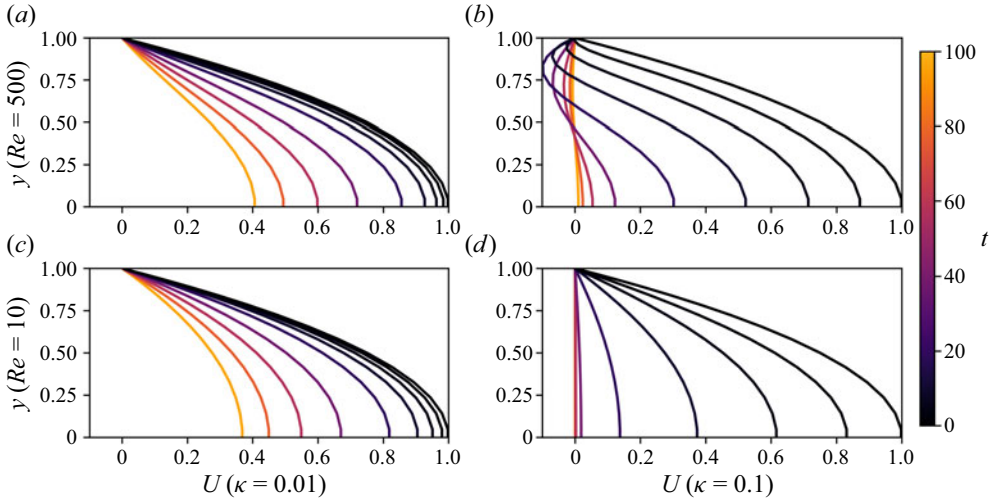 (a) (b)
1.00 1.00 100
0.75 0.75
y (Re = 500) 0.50 0.50 80
0.25 0.25
0 0 60
0 0.2 0.4 0.6 0.8 1.0 0 0.2 0.4 0.6 0.8 1.0
(c) (d) t
1.00 1.00 40
0.75 0.75
y (Re = 10) 0.50 0.50 20
0.25 0.25
0 0 0
0 0.2 0.4 0.6 0.8 1.0 0 0.2 0.4 0.6 0.8 1.0
U (κ = 0.01) U (κ = 0.1)